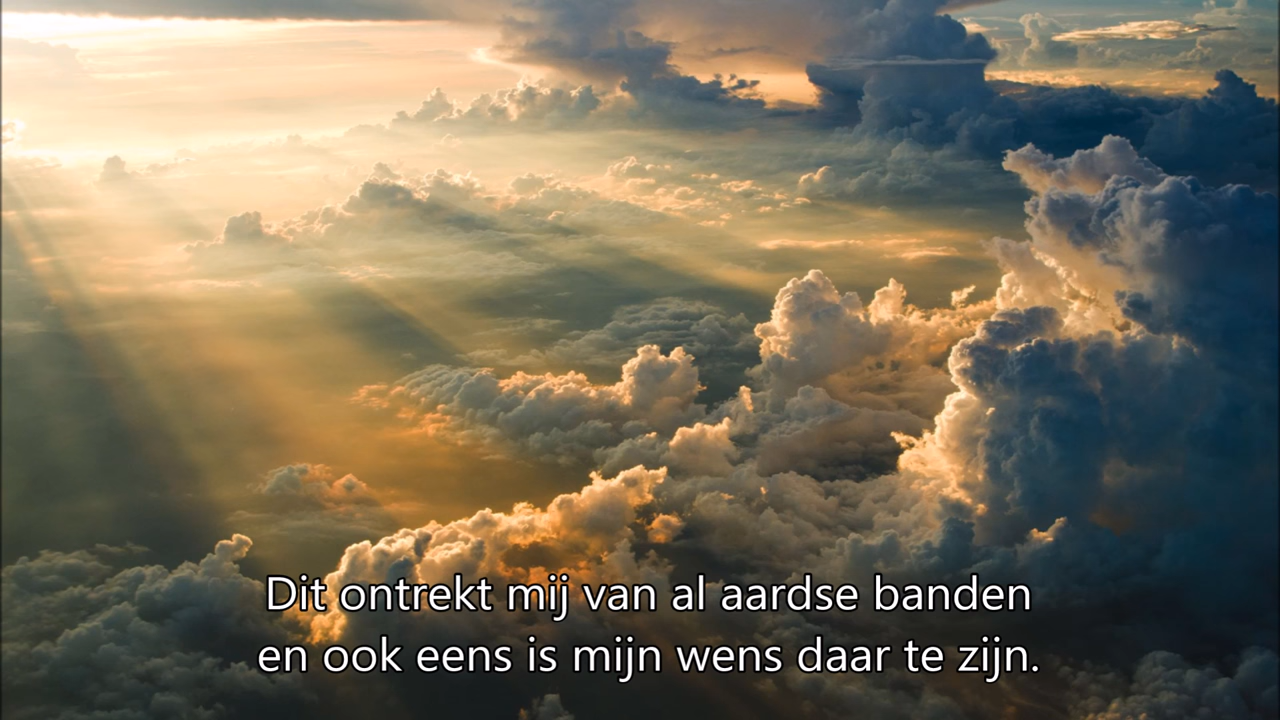 Dit ontrekt mij van al aardse banden
en ook eens is mijn wens daar te zijn.